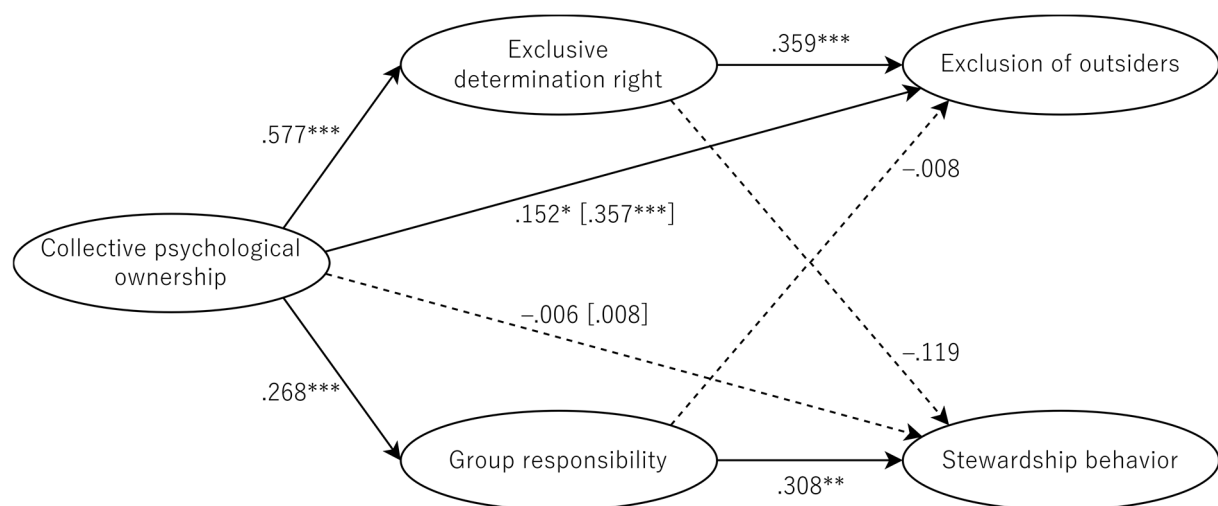 Exclusive
determination right
.359***
Exclusion of outsiders
.577***
–.008
.152* [.357***]
Collective psychological
ownership
–.006 [.008]
–.119
.268***
Group responsibility
.308**
Stewardship behavior